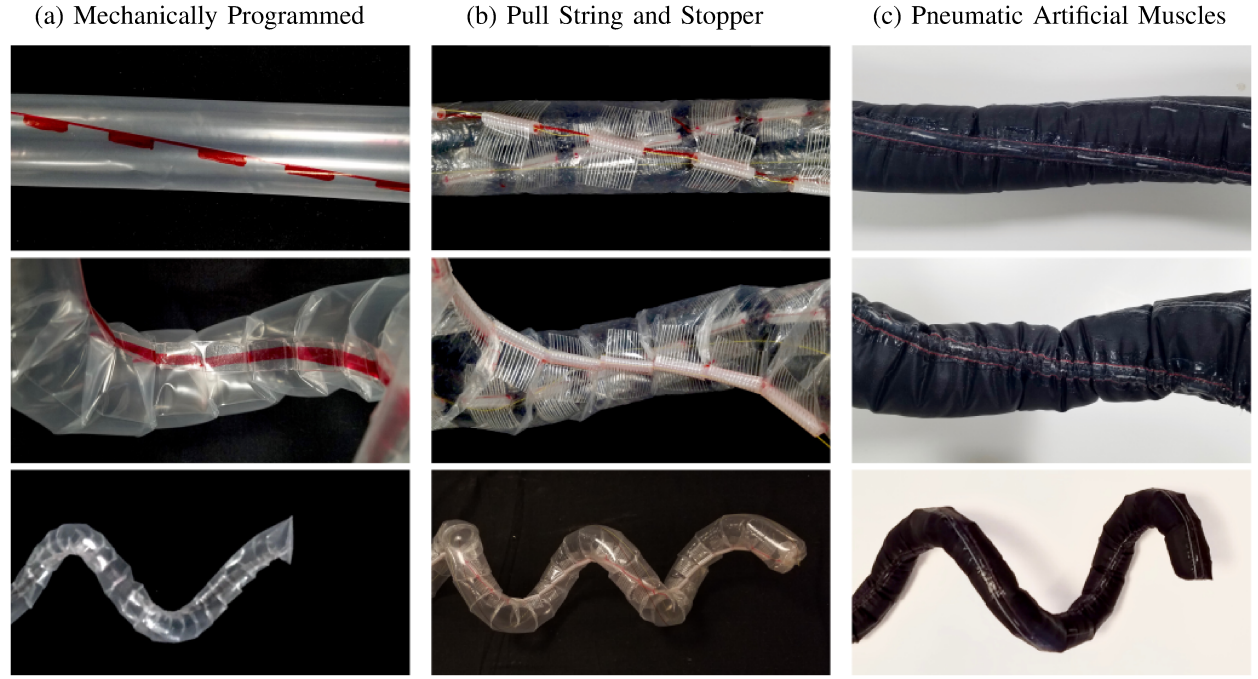 (a) Mechanically Programmed
(b) Pull String and Stopper
(c) Pneumatic Artificial Muscles